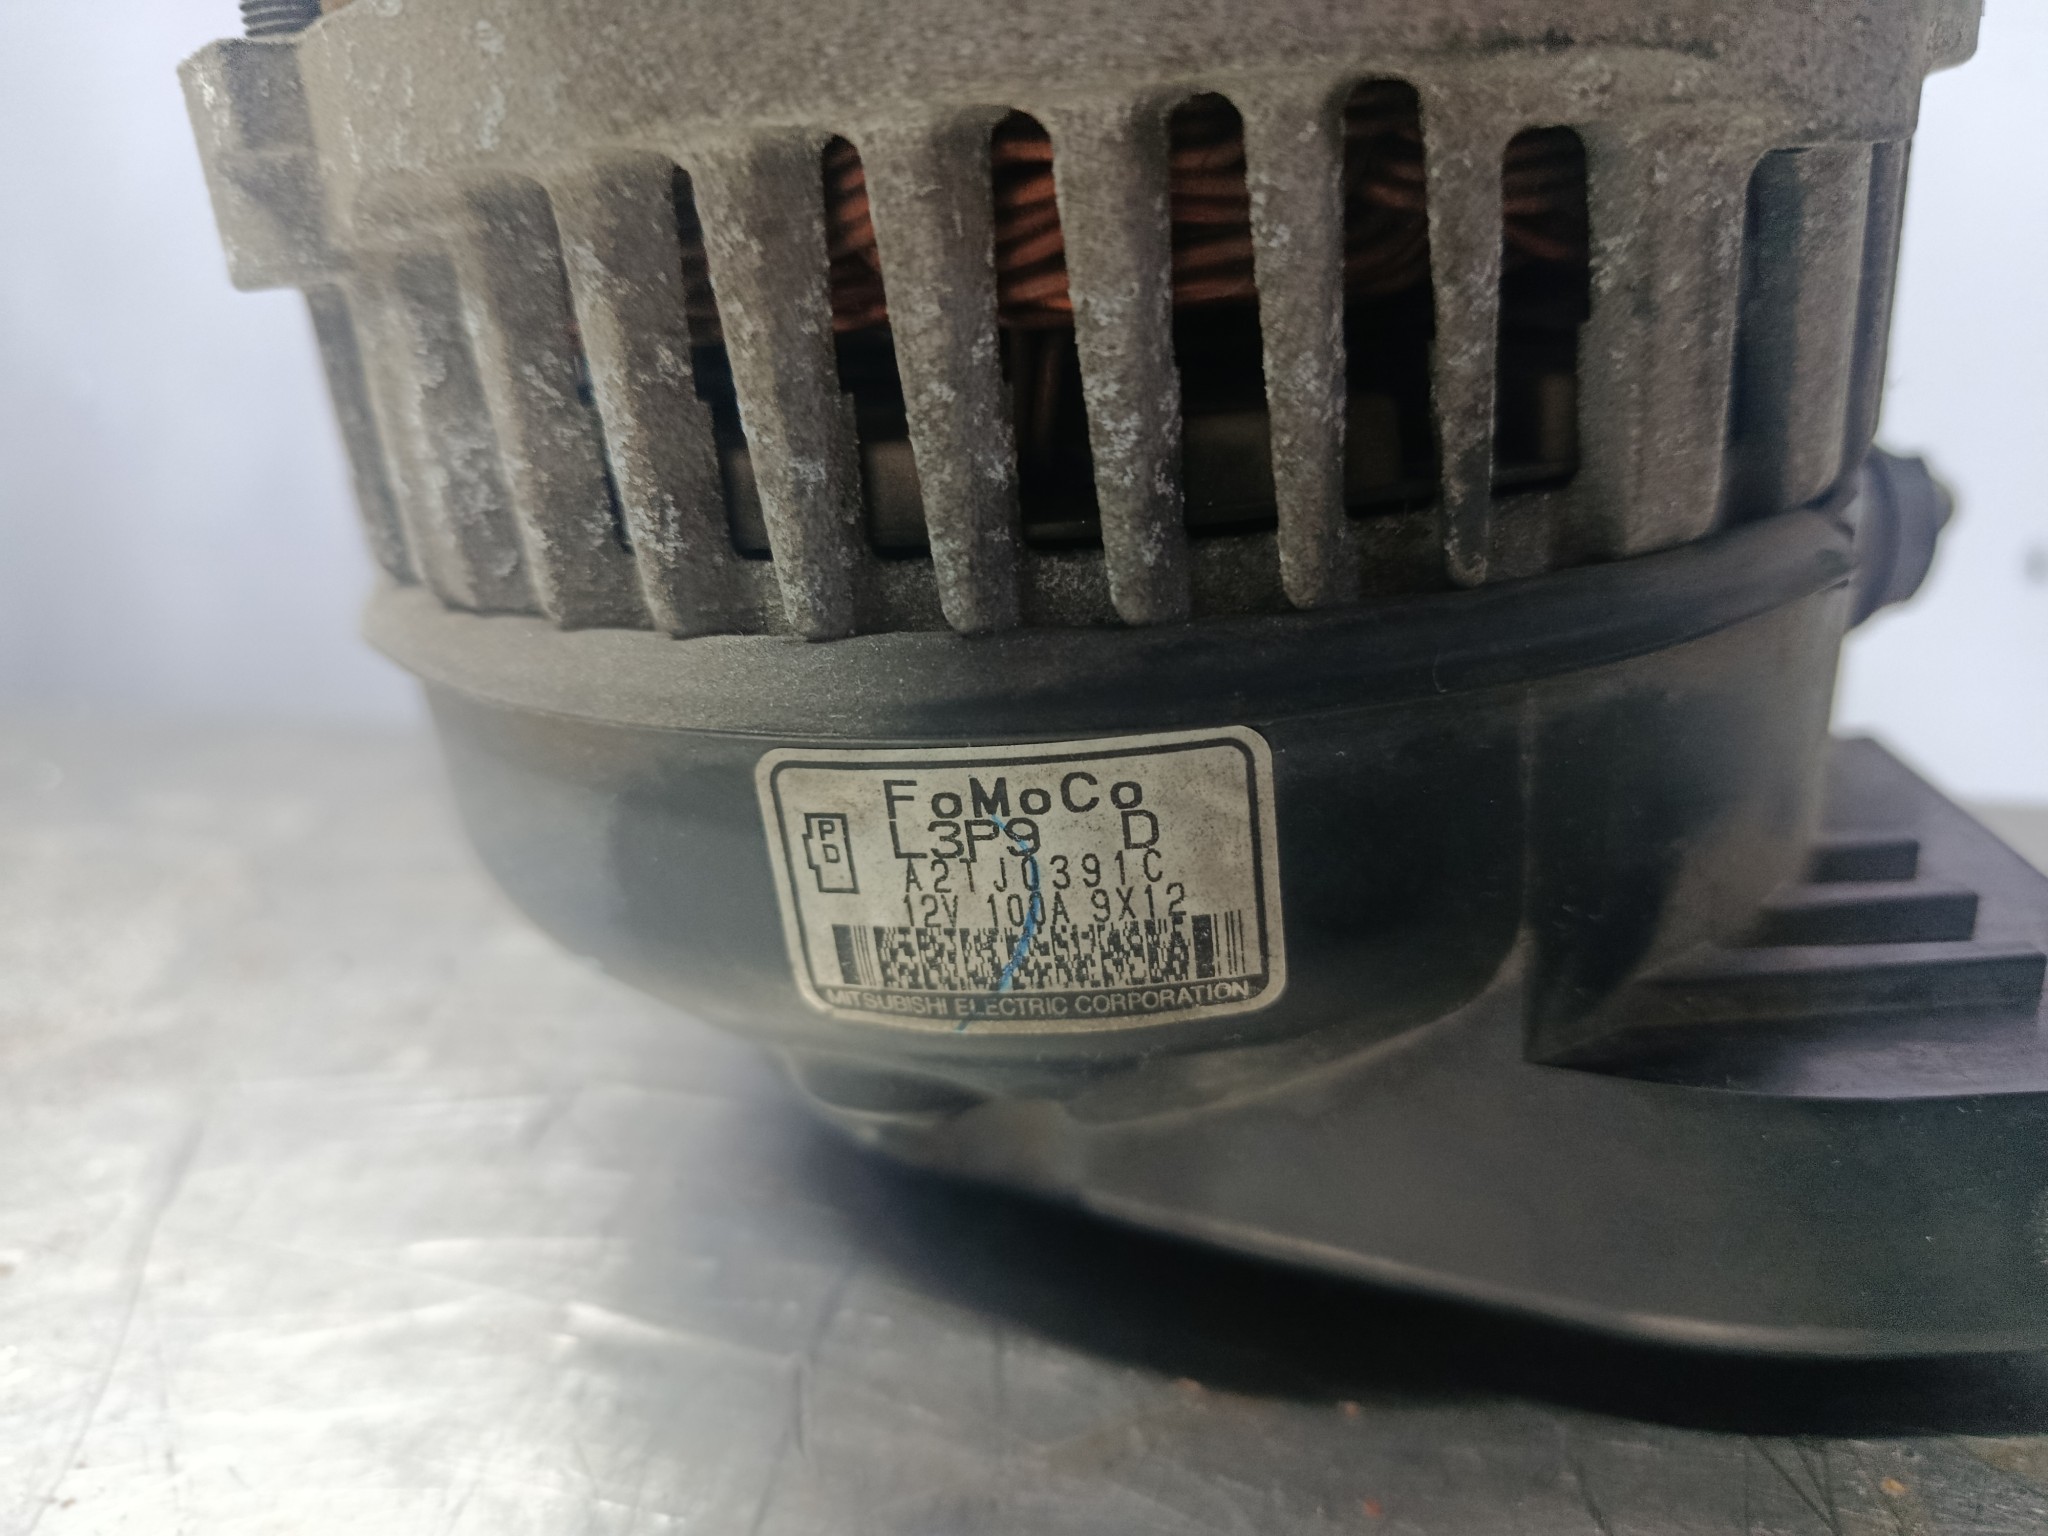 FoMoCo
PD
L3P9 D
A2TJ0391C
12V 100A 9X12
MITSUBISHI ELECTRIC CORPORATION